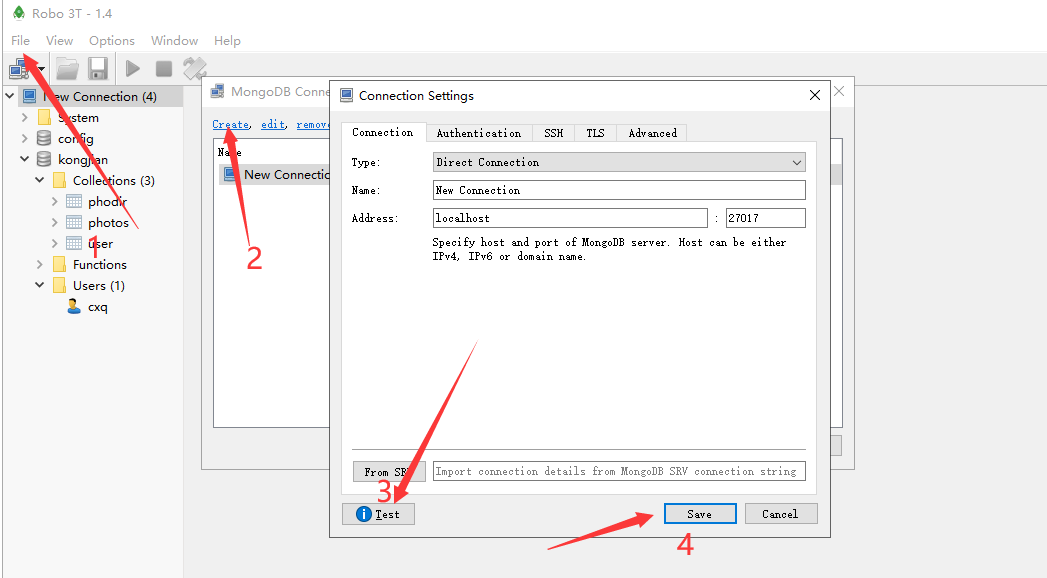 Robo 3T - 1.4
File View Options Window Help
New Connection (4)
System
config
kongjian
Collections (3)
phodir
photos
user
Functions
Users (1)
cxq
1
MongoDB Conne
Create, edit, remove
Name
New Connectio
2
Connection Settings
Connection Authentication SSH TLS Advanced
Type: Direct Connection
Name: New Connection
Address: localhost : 27017
Specify host and port of MongoDB server. Host can be either
IPv4, IPv6 or domain name.
From SRV Import connection details from MongoDB SRV connection string
3
Test Save Cancel
4